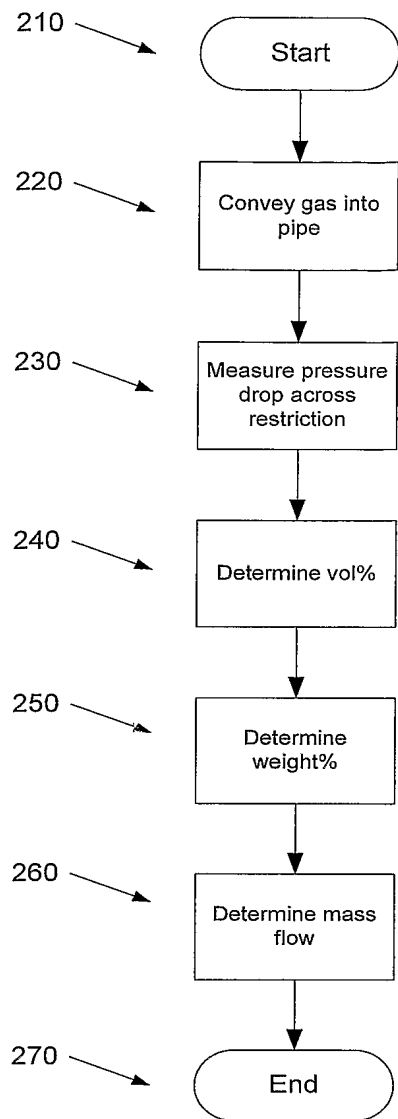 210
Start
220
Convey gas into
pipe
230
Measure pressure
drop across
restriction
240
Determine vol%
250
Determine
weight%
260
Determine mass
flow
270
End